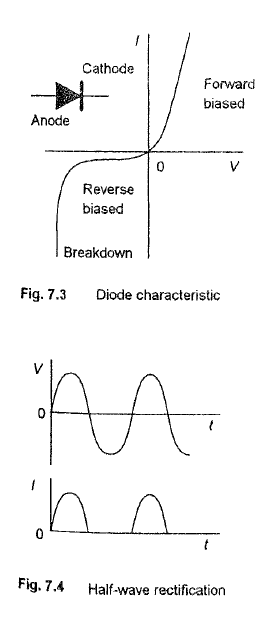 I
Cathode
Forward
biased
Anode
0
V
Reverse
biased
Breakdown
Fig. 7.3 Diode characteristic
V
0
t
I
0
t
Fig. 7.4 Half-wave rectification